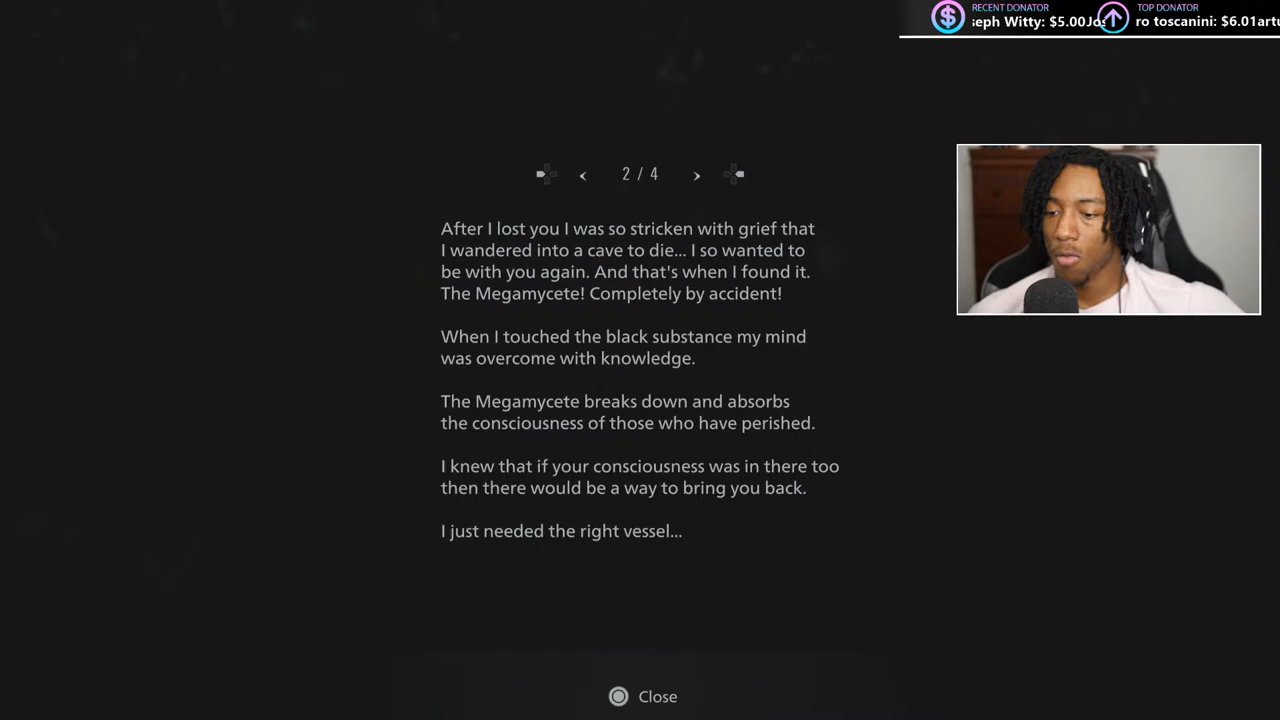 RECENT DONATOR
seph Witty: $5.00Jos
TOP DONATOR
ro toscanini: $6.01artu
2 / 4
After I lost you I was so stricken with grief that
I wandered into a cave to die... I so wanted to
be with you again. And that's when I found it.
The Megamycete! Completely by accident!
When I touched the black substance my mind
was overcome with knowledge.
The Megamycete breaks down and absorbs
the consciousness of those who have perished.
I knew that if your consciousness was in there too
then there would be a way to bring you back.
I just needed the right vessel...
Close